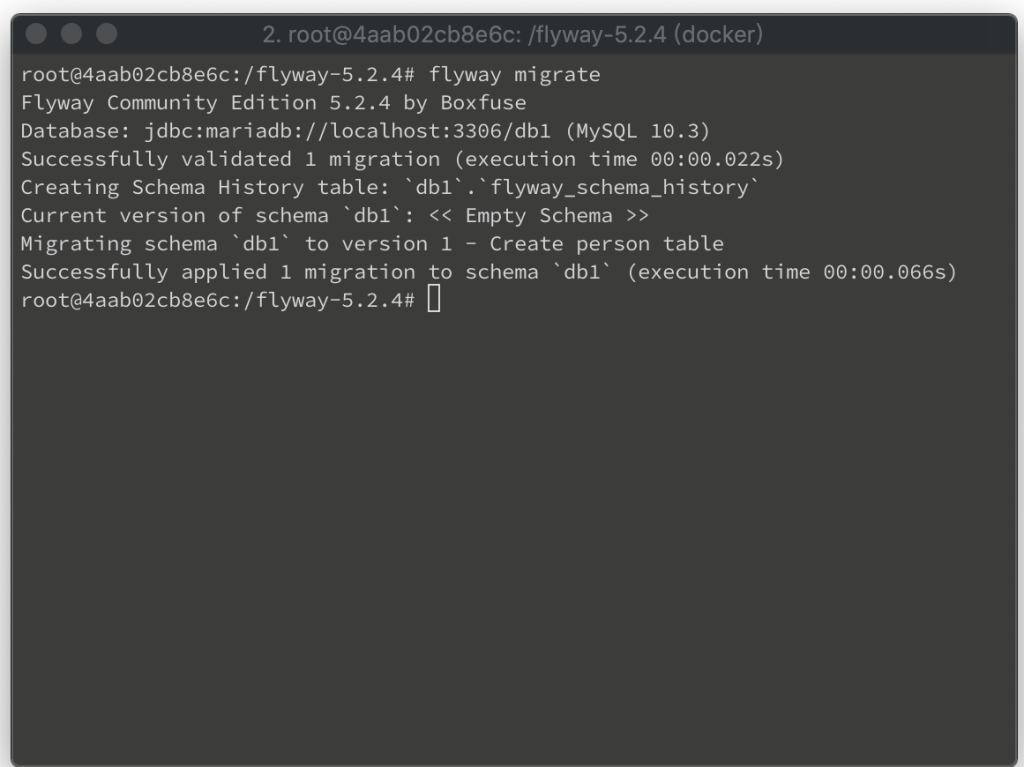 2. root@4aab02cb8e6c: /flyway-5.2.4 (docker)
root@4aab02cb8e6c:/flyway-5.2.4# flyway migrate
Flyway Community Edition 5.2.4 by Boxfuse
Database: jdbc:mariadb://localhost:3306/db1 (MySQL 10.3)
Successfully validated 1 migration (execution time 00:00.022s)
Creating Schema History table: `db1`.`flyway_schema_history`
Current version of schema `db1`: << Empty Schema >>
Migrating schema `db1` to version 1 - Create person table
Successfully applied 1 migration to schema `db1` (execution time 00:00.066s)
root@4aab02cb8e6c:/flyway-5.2.4#